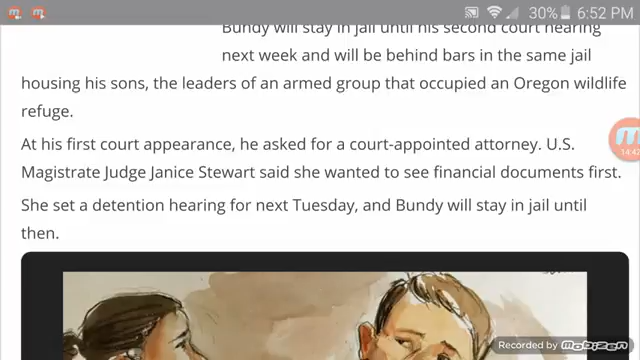 30% 6:52 PM
Bundy will stay in jail until his second court hearing
next week and will be behind bars in the same jail
housing his sons, the leaders of an armed group that occupied an Oregon wildlife
refuge.
14:42
At his first court appearance, he asked for a court-appointed attorney. U.S.
Magistrate Judge Janice Stewart said she wanted to see financial documents first.
She set a detention hearing for next Tuesday, and Bundy will stay in jail until
then.
Recorded by mobizen